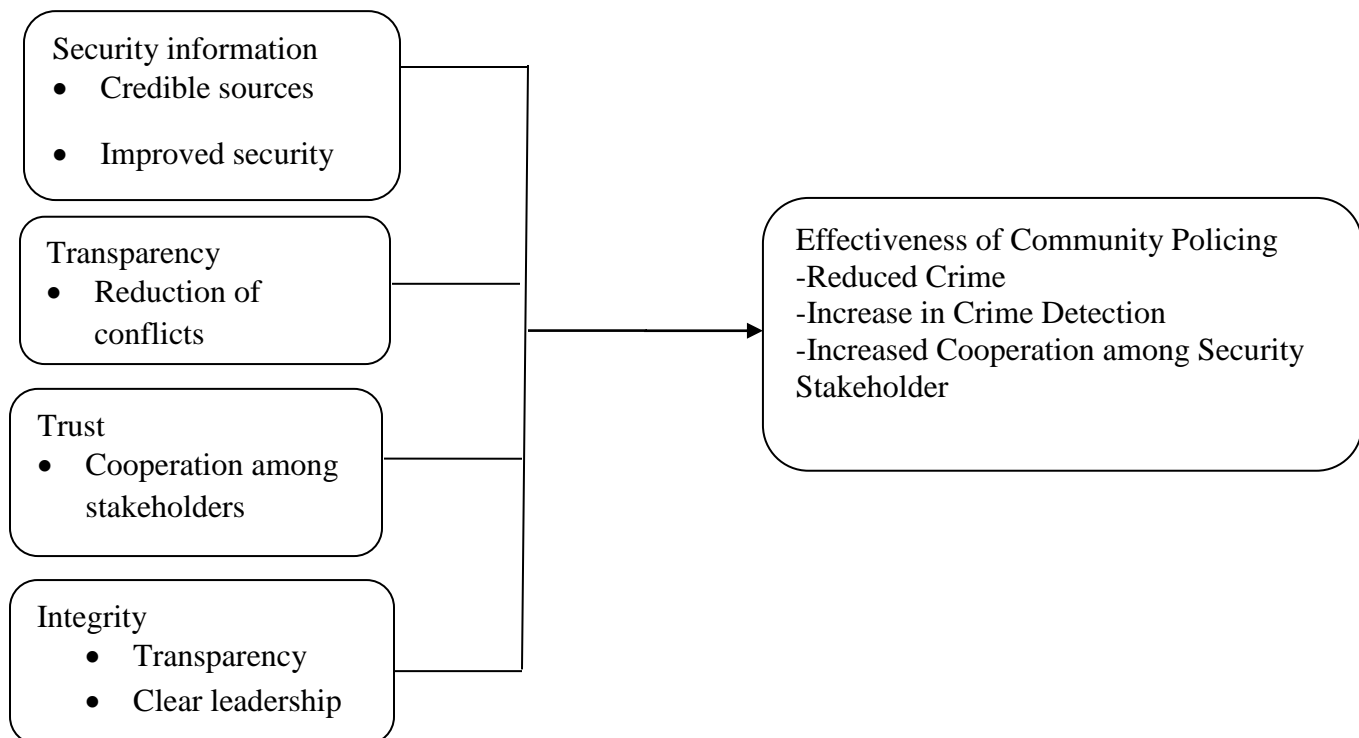 Security information
• Credible sources
• Improved security
Transparency
• Reduction of
conflicts
Trust
• Cooperation among
stakeholders
Integrity
• Transparency
• Clear leadership
Effectiveness of Community Policing
-Reduced Crime
-Increase in Crime Detection
-Increased Cooperation among Security
Stakeholder